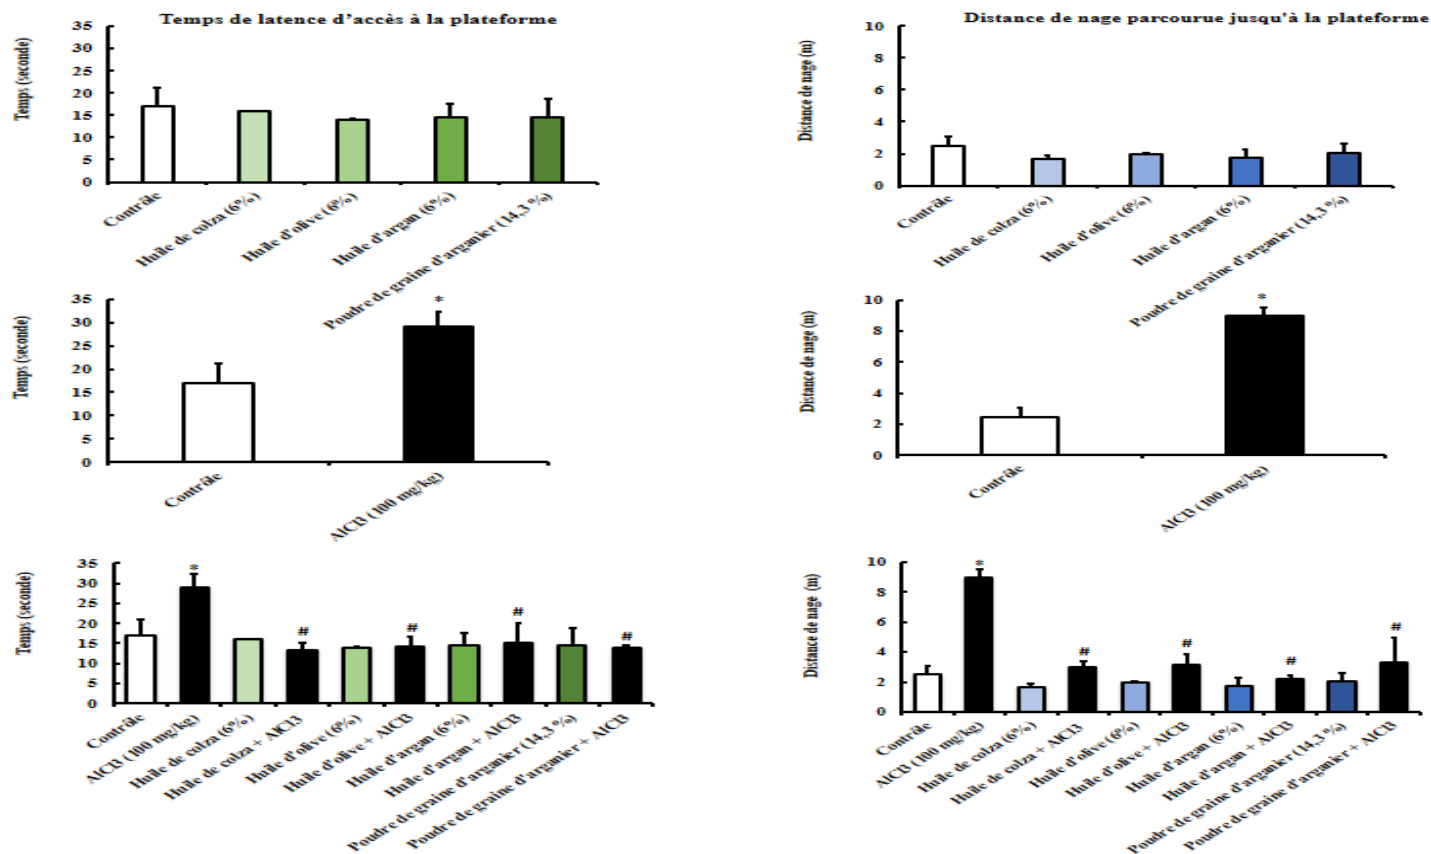 Temps de latence d'accès à la plateforme
Temps (seconde)
35
30
25
20
15
10
5
0
Contrôle
Huile de colza (6%)
Huile d'olive (6%)
Huile d'argan (6%)
Poudre de graine d'arganier (14,3 %)
Distance de nage parcourue jusqu'à la plateforme
Distance de nage (m)
10
8
6
4
2
0
Contrôle
Huile de colza (6%)
Huile d'olive (6%)
Huile d'argan (6%)
Poudre de graine d'arganier (14,3 %)
Temps (seconde)
35
30
25
20
15
10
5
0
*
Contrôle
AlCl3 (100 mg/kg)
Distance de nage (m)
10
8
6
4
2
0
*
Contrôle
AlCl3 (100 mg/kg)
Temps (seconde)
35
30
25
20
15
10
5
0
*
#
#
#
#
Contrôle
AlCl3 (100 mg/kg)
Huile de colza (6%)
Huile de colza + AlCl3
Huile d'olive (6%)
Huile d'olive + AlCl3
Huile d'argan (6%)
Huile d'argan + AlCl3
Poudre de graine d'arganier (14,3 %)
Poudre de graine d'arganier + AlCl3
Distance de nage (m)
10
8
6
4
2
0
*
#
#
#
#
Contrôle
AlCl3 (100 mg/kg)
Huile de colza (6%)
Huile de colza + AlCl3
Huile d'olive (6%)
Huile d'olive + AlCl3
Huile d'argan (6%)
Huile d'argan + AlCl3
Poudre de graine d'arganier (14,3 %)
Poudre de graine d'arganier + AlCl3